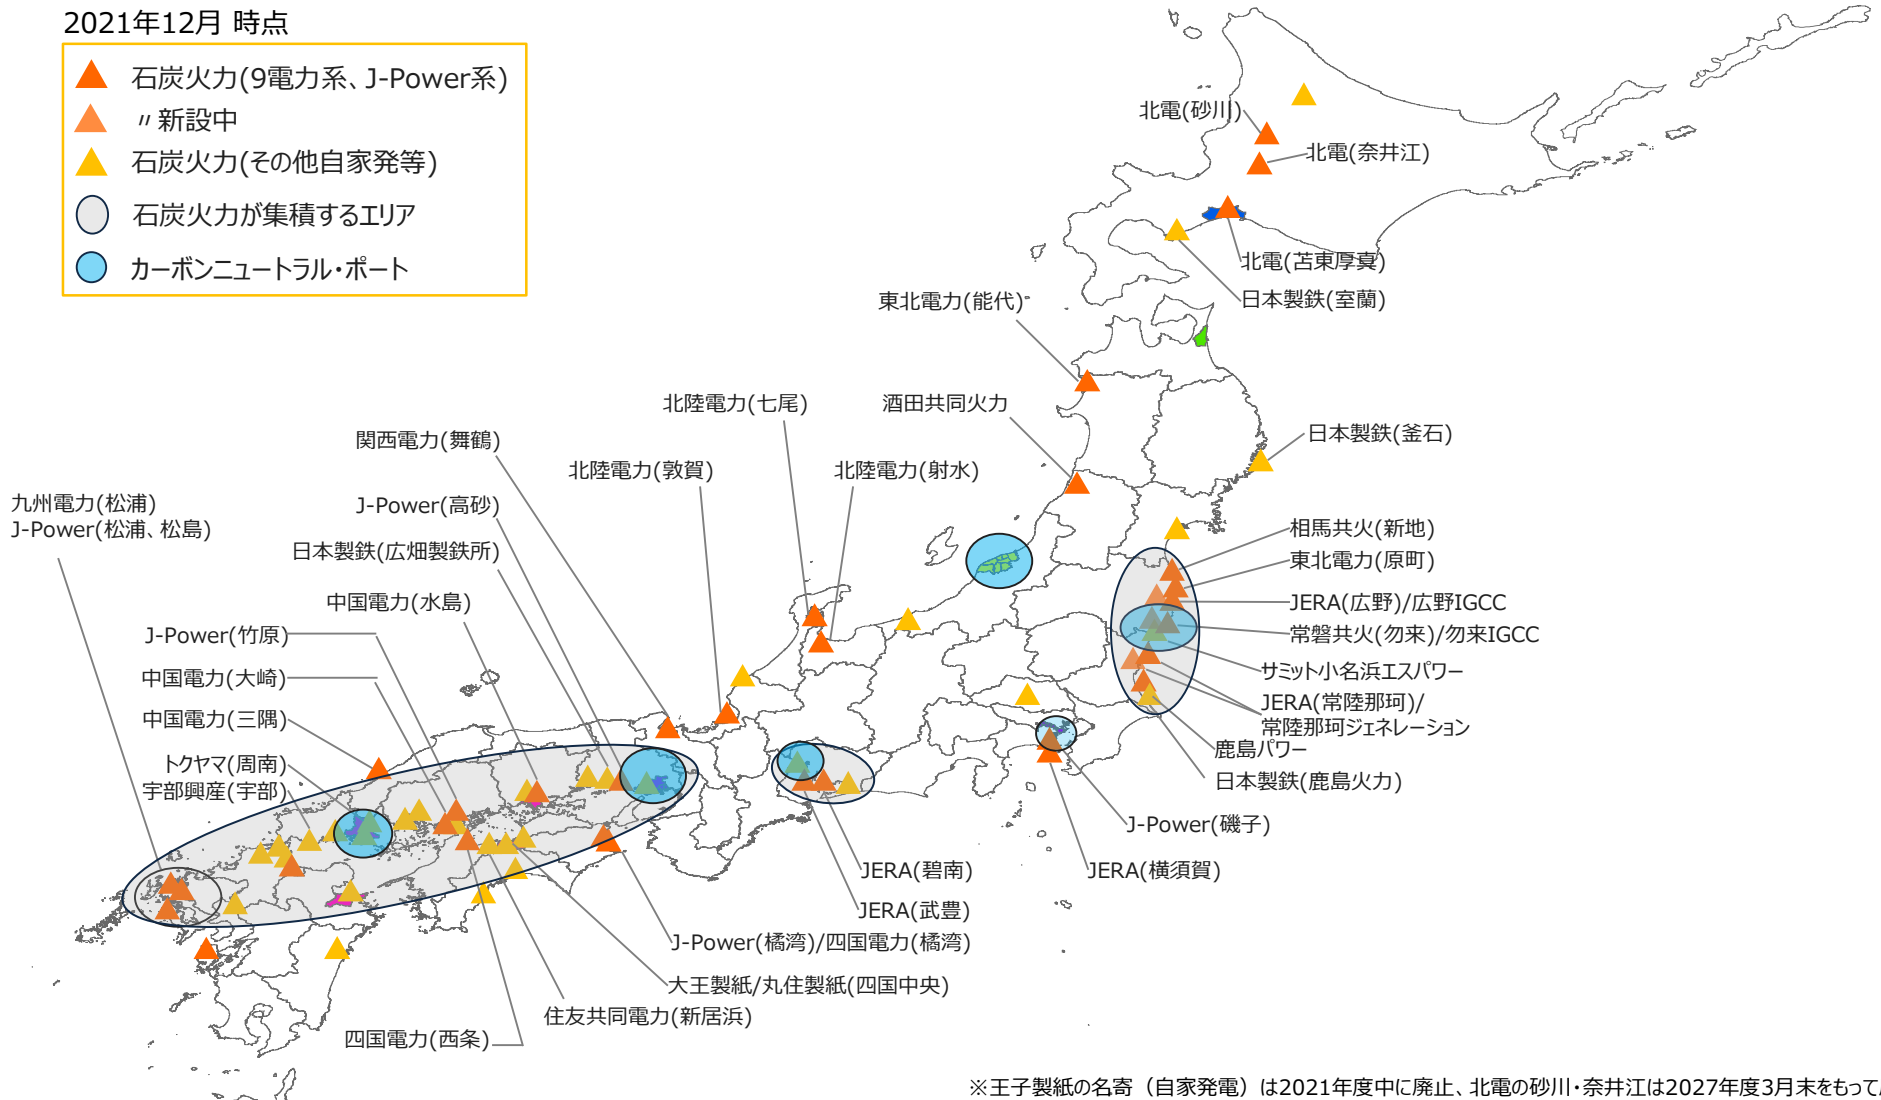 2021年12月 時点
石炭火力(9電力系、J-Power系)
〃新設中
石炭火力(その他自家発等)
石炭火力が集積するエリア
カーボンニュートラル・ポート
北電(砂川)
北電(奈井江)
北電(苫東厚真)
日本製鉄(室蘭)
東北電力(能代)
北陸電力(七尾)
酒田共同火力
日本製鉄(釜石)
関西電力(舞鶴)
北陸電力(敦賀)
北陸電力(射水)
九州電力(松浦)
J-Power(松浦、松島)
J-Power(高砂)
日本製鉄(広畑製鉄所)
中国電力(水島)
J-Power(竹原)
中国電力(大崎)
中国電力(三隅)
トクヤマ(周南)
宇部興産(宇部)
相馬共火(新地)
東北電力(原町)
JERA(広野)/広野IGCC
常磐共火(勿来)/勿来IGCC
サミット小名浜エスパワー
JERA(常陸那珂)/
常陸那珂ジェネレーション
鹿島パワー
日本製鉄(鹿島火力)
J-Power(磯子)
JERA(横須賀)
JERA(碧南)
JERA(武豊)
J-Power(橘湾)/四国電力(橘湾)
大王製紙/丸住製紙(四国中央)
住友共同電力(新居浜)
四国電力(西条)
※王子製紙の名寄（自家発電）は2021年度中に廃止、北電の砂川・奈井江は2027年度3月末をもって